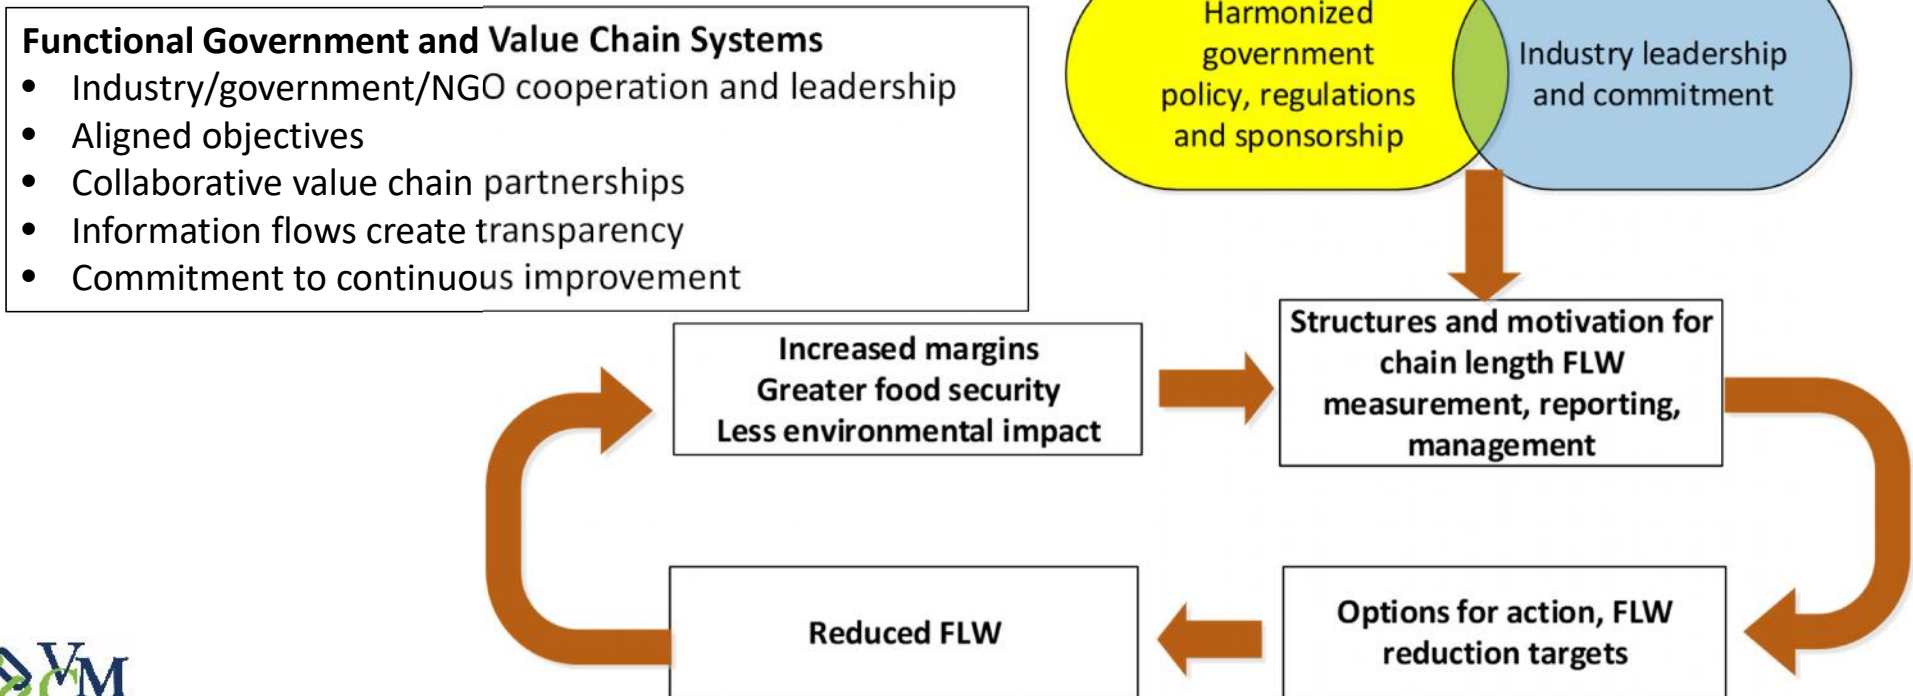 Functional Government and Value Chain Systems
• Industry/government/NGO cooperation and leadership
• Aligned objectives
• Collaborative value chain partnerships
• Information flows create transparency
• Commitment to continuous improvement
Harmonized
government
policy, regulations
and sponsorship
Industry leadership
and commitment
Increased margins
Greater food security
Less environmental impact
Structures and motivation for
chain length FLW
measurement, reporting,
management
Reduced FLW
Options for action, FLW
reduction targets
VCM